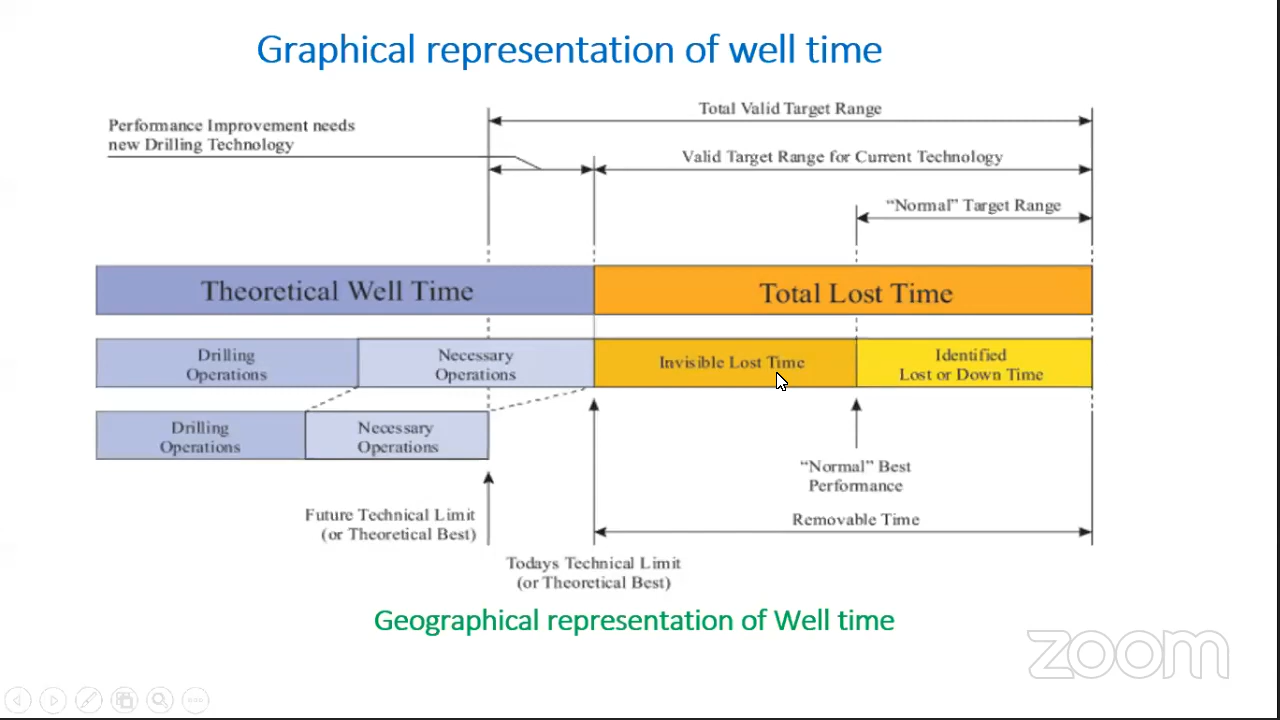 Graphical representation of well time
Total Valid Target Range
Performance Improvement needs
new Drilling Technology
Valid Target Range for Current Technology
“Normal” Target Range
Theoretical Well Time
Total Lost Time
Drilling
Operations
Necessary
Operations
Invisible Lost Time
Identified
Lost or Down Time
Drilling
Operations
Necessary
Operations
“Normal” Best
Performance
Future Technical Limit
(or Theoretical Best)
Removable Time
Todays Technical Limit
(or Theoretical Best)
Geographical representation of Well time
zoom